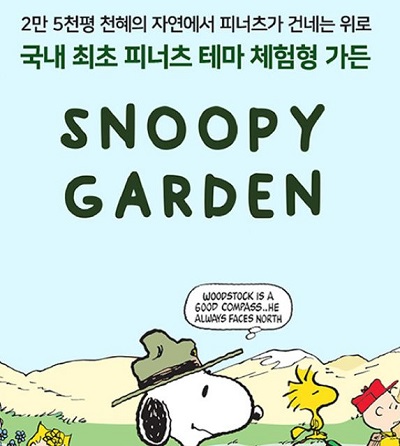 2만 5천평 천혜의 자연에서 피너츠가 건네는 위로
국내 최초 피너츠 테마 체험형 가든
SNOOPY
GARDEN
WOODSTOCK IS A
GOOD COMPASS..HE
ALWAYS FACES NORTH